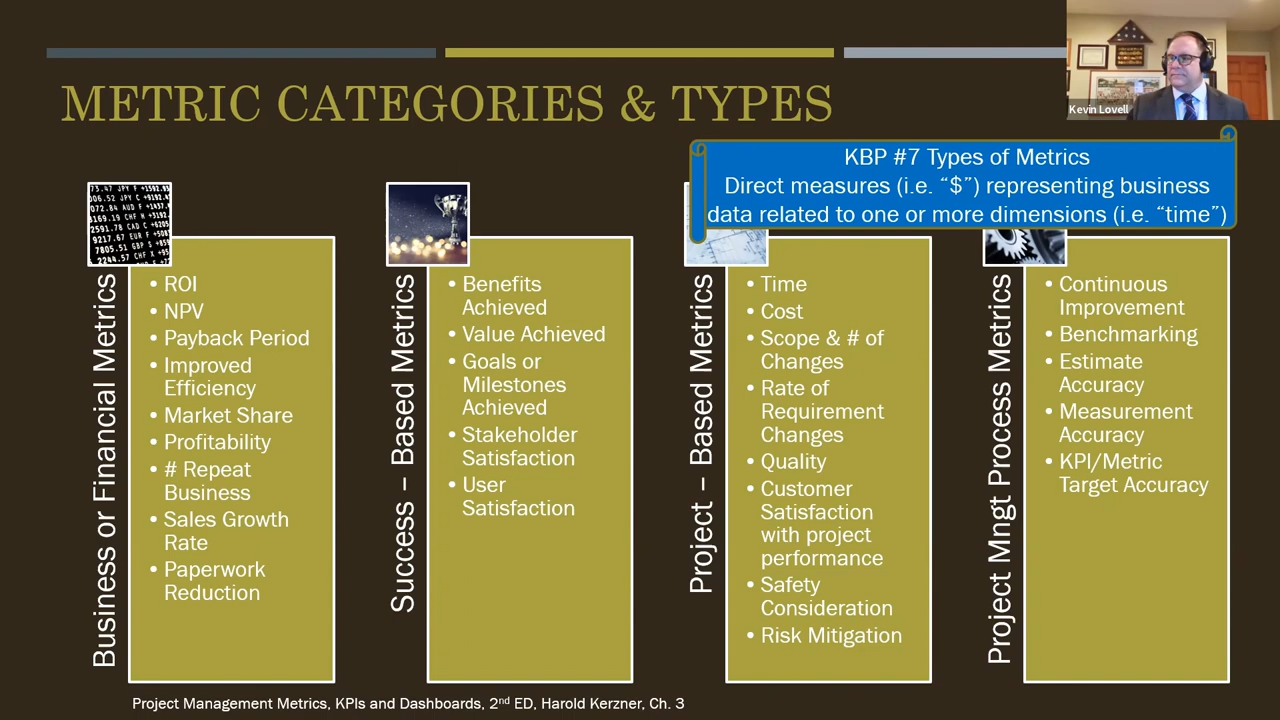 METRIC CATEGORIES & TYPES
Kevin Lovell
KBP #7 Types of Metrics
Direct measures (i.e. “$”) representing business
data related to one or more dimensions (i.e. “time”)
Business or Financial Metrics
• ROI
• NPV
• Payback Period
• Improved
Efficiency
• Market Share
• Profitability
• # Repeat
Business
• Sales Growth
Rate
• Paperwork
Reduction
Success – Based Metrics
• Benefits
Achieved
• Value Achieved
• Goals or
Milestones
Achieved
• Stakeholder
Satisfaction
• User
Satisfaction
Project – Based Metrics
• Time
• Cost
• Scope & # of
Changes
• Rate of
Requirement
Changes
• Quality
• Customer
Satisfaction
with project
performance
• Safety
Consideration
• Risk Mitigation
Project Mngt Process Metrics
• Continuous
Improvement
• Benchmarking
• Estimate
Accuracy
• Measurement
Accuracy
• KPI/Metric
Target Accuracy
Project Management Metrics, KPIs and Dashboards, 2nd ED, Harold Kerzner, Ch. 3